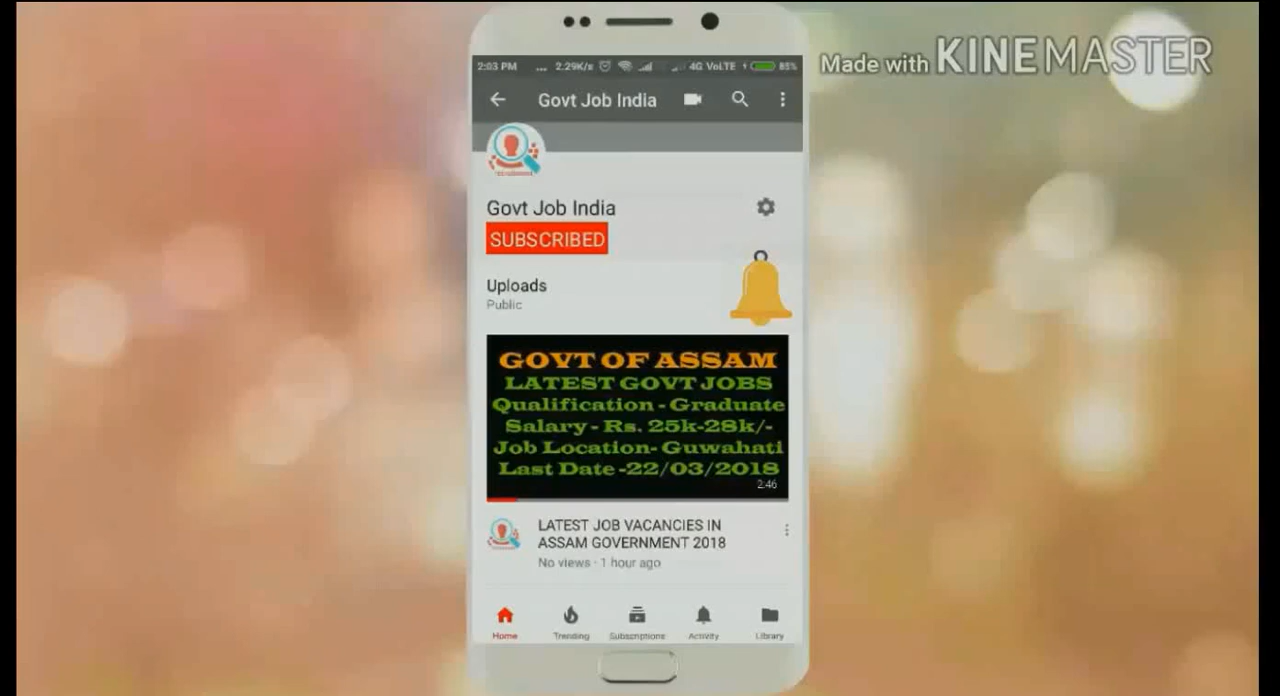 Made with KINEMASTER
2:03 PM ... 2.29K/s 4G VoLTE 85%
Govt Job India
Govt Job India
SUBSCRIBED
Uploads
Public
GOVT OF ASSAM
LATEST GOVT JOBS
Qualification - Graduate
Salary - Rs. 25k-28k/-
Job Location- Guwahati
Last Date -22/03/2018
2:46
LATEST JOB VACANCIES IN
ASSAM GOVERNMENT 2018
No views · 1 hour ago
Home Trending Subscriptions Activity Library